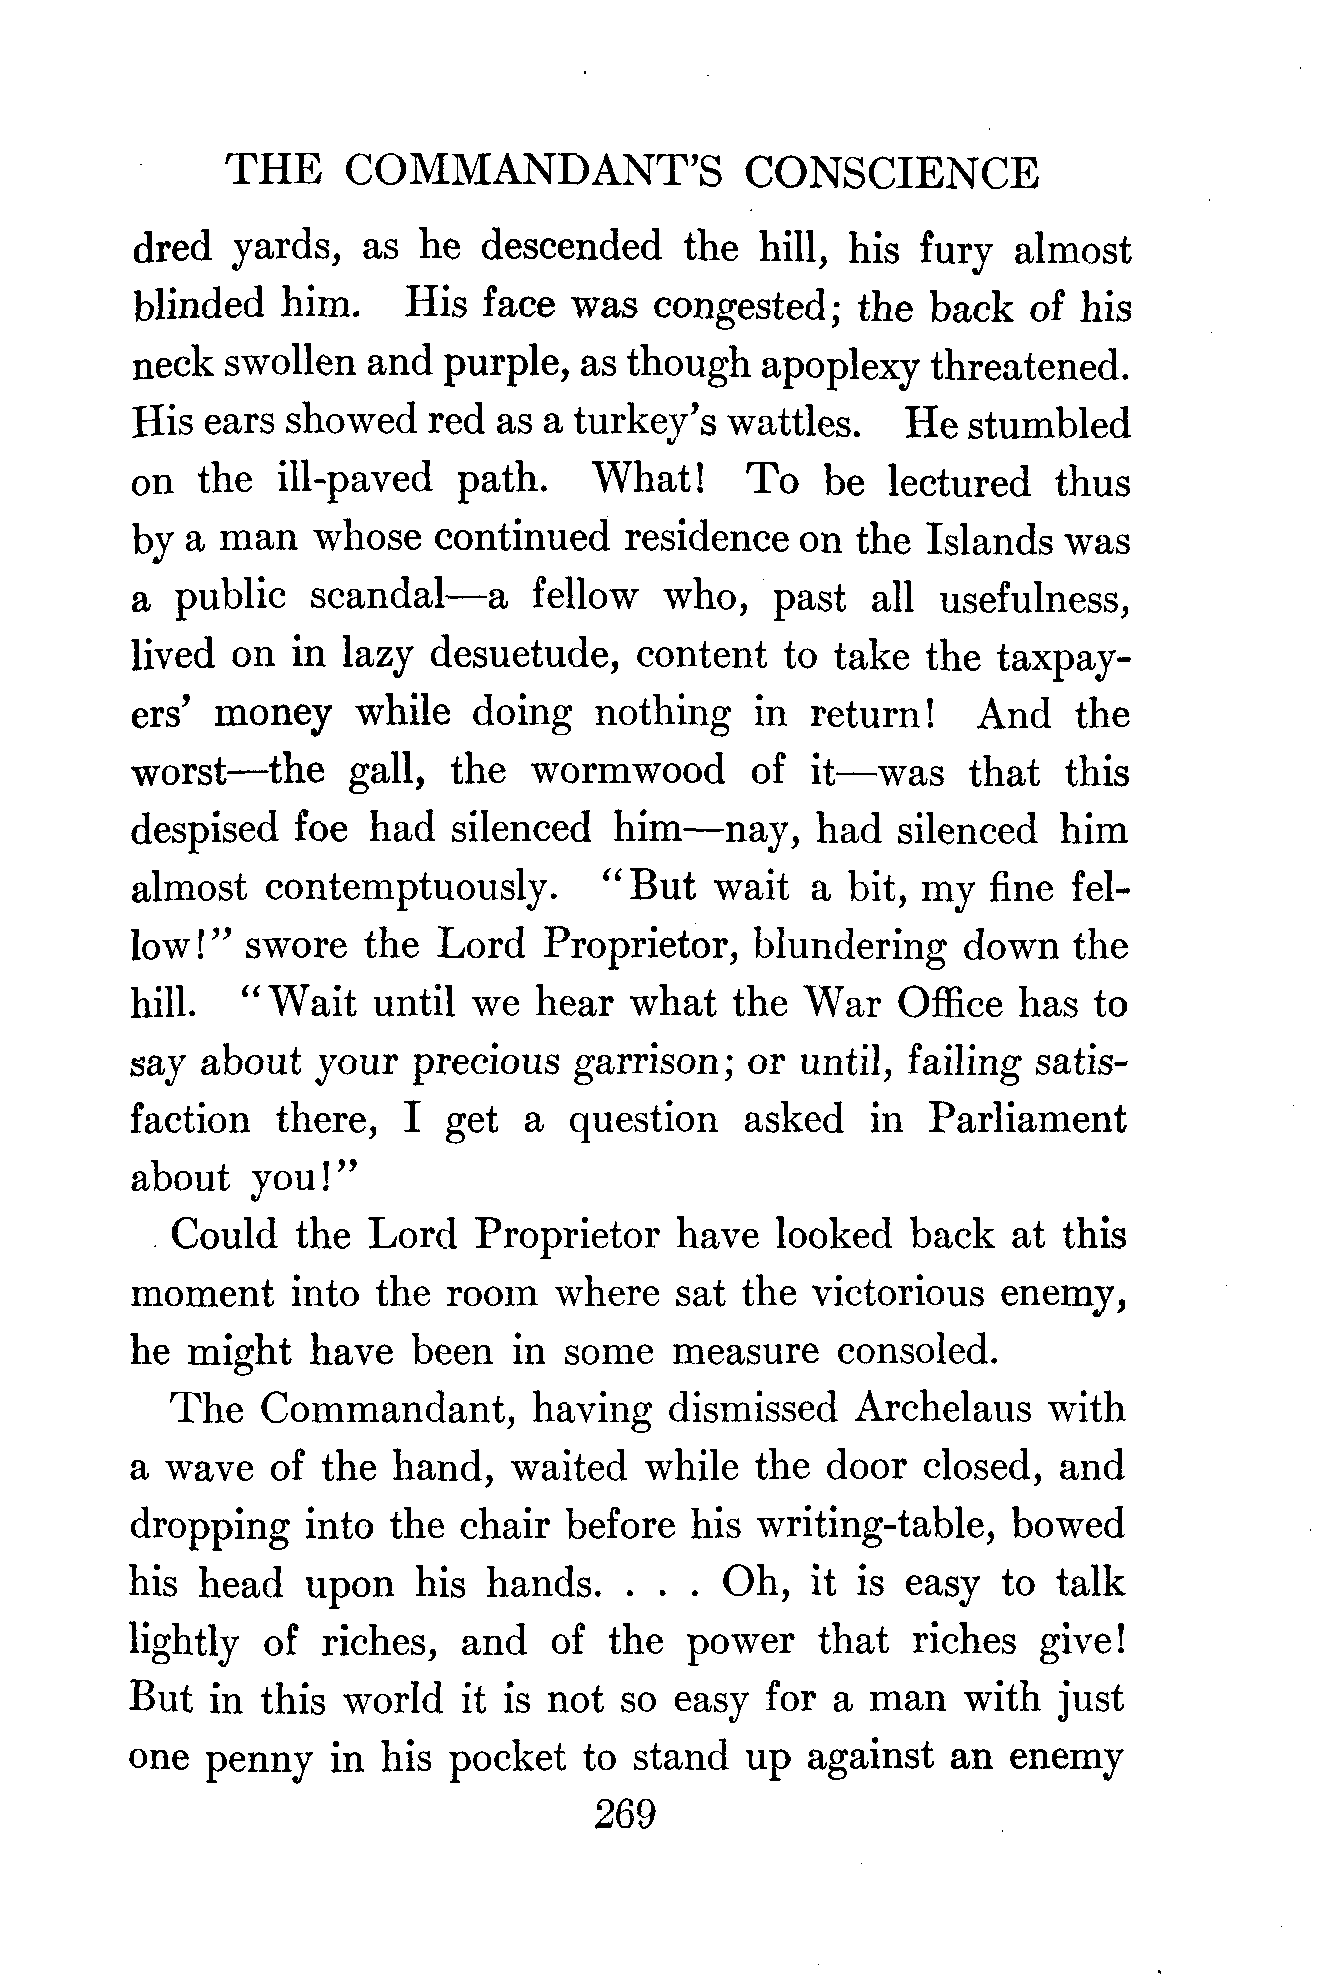 THE COMMANDANT'S CONSCIENCE
dred yards, as he descended the hill, his fury almost
blinded him. His face was congested; the back of his
neck swollen and purple, as though apoplexy threatened.
His ears showed red as a turkey's wattles. He stumbled
on the ill-paved path. What! To be lectured thus
by a man whose continued residence on the Islands was
a public scandal—a fellow who, past all usefulness,
lived on in lazy desuetude, content to take the taxpay-
ers' money while doing nothing in return! And the
worst—the gall, the wormwood of it—was that this
despised foe had silenced him—nay, had silenced him
almost contemptuously. "But wait a bit, my fine fel-
low!" swore the Lord Proprietor, blundering down the
hill. "Wait until we hear what the War Office has to
say about your precious garrison; or until, failing satis-
faction there, I get a question asked in Parliament
about you!"
Could the Lord Proprietor have looked back at this
moment into the room where sat the victorious enemy,
he might have been in some measure consoled.
The Commandant, having dismissed Archelaus with
a wave of the hand, waited while the door closed, and
dropping into the chair before his writing-table, bowed
his head upon his hands. . . . Oh, it is easy to talk
lightly of riches, and of the power that riches give!
But in this world it is not so easy for a man with just
one penny in his pocket to stand up against an enemy
269